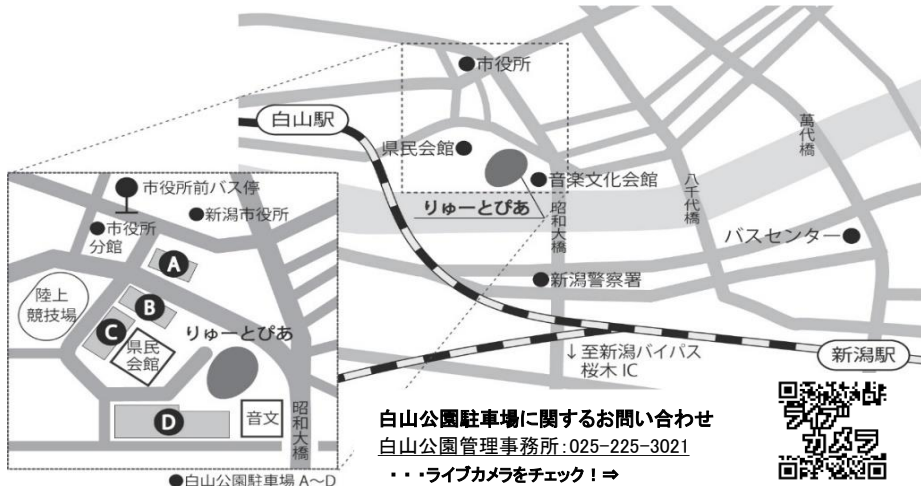 市役所
白山駅
県民会館
音楽文化会館
りゅーとぴあ
昭和大橋
八千代橋
萬代橋
バスセンター
新潟警察署
新潟駅
↓至新潟バイパス
桜木 IC
市役所前バス停
新潟市役所
市役所
分館
A
B
C
D
陸上
競技場
県民
会館
りゅーとぴあ
音文
昭和大橋
●白山公園駐車場 A～D
白山公園駐車場に関するお問い合わせ
白山公園管理事務所:025-225-3021
・・・ライブカメラをチェック！⇒
ライブ
カメラ